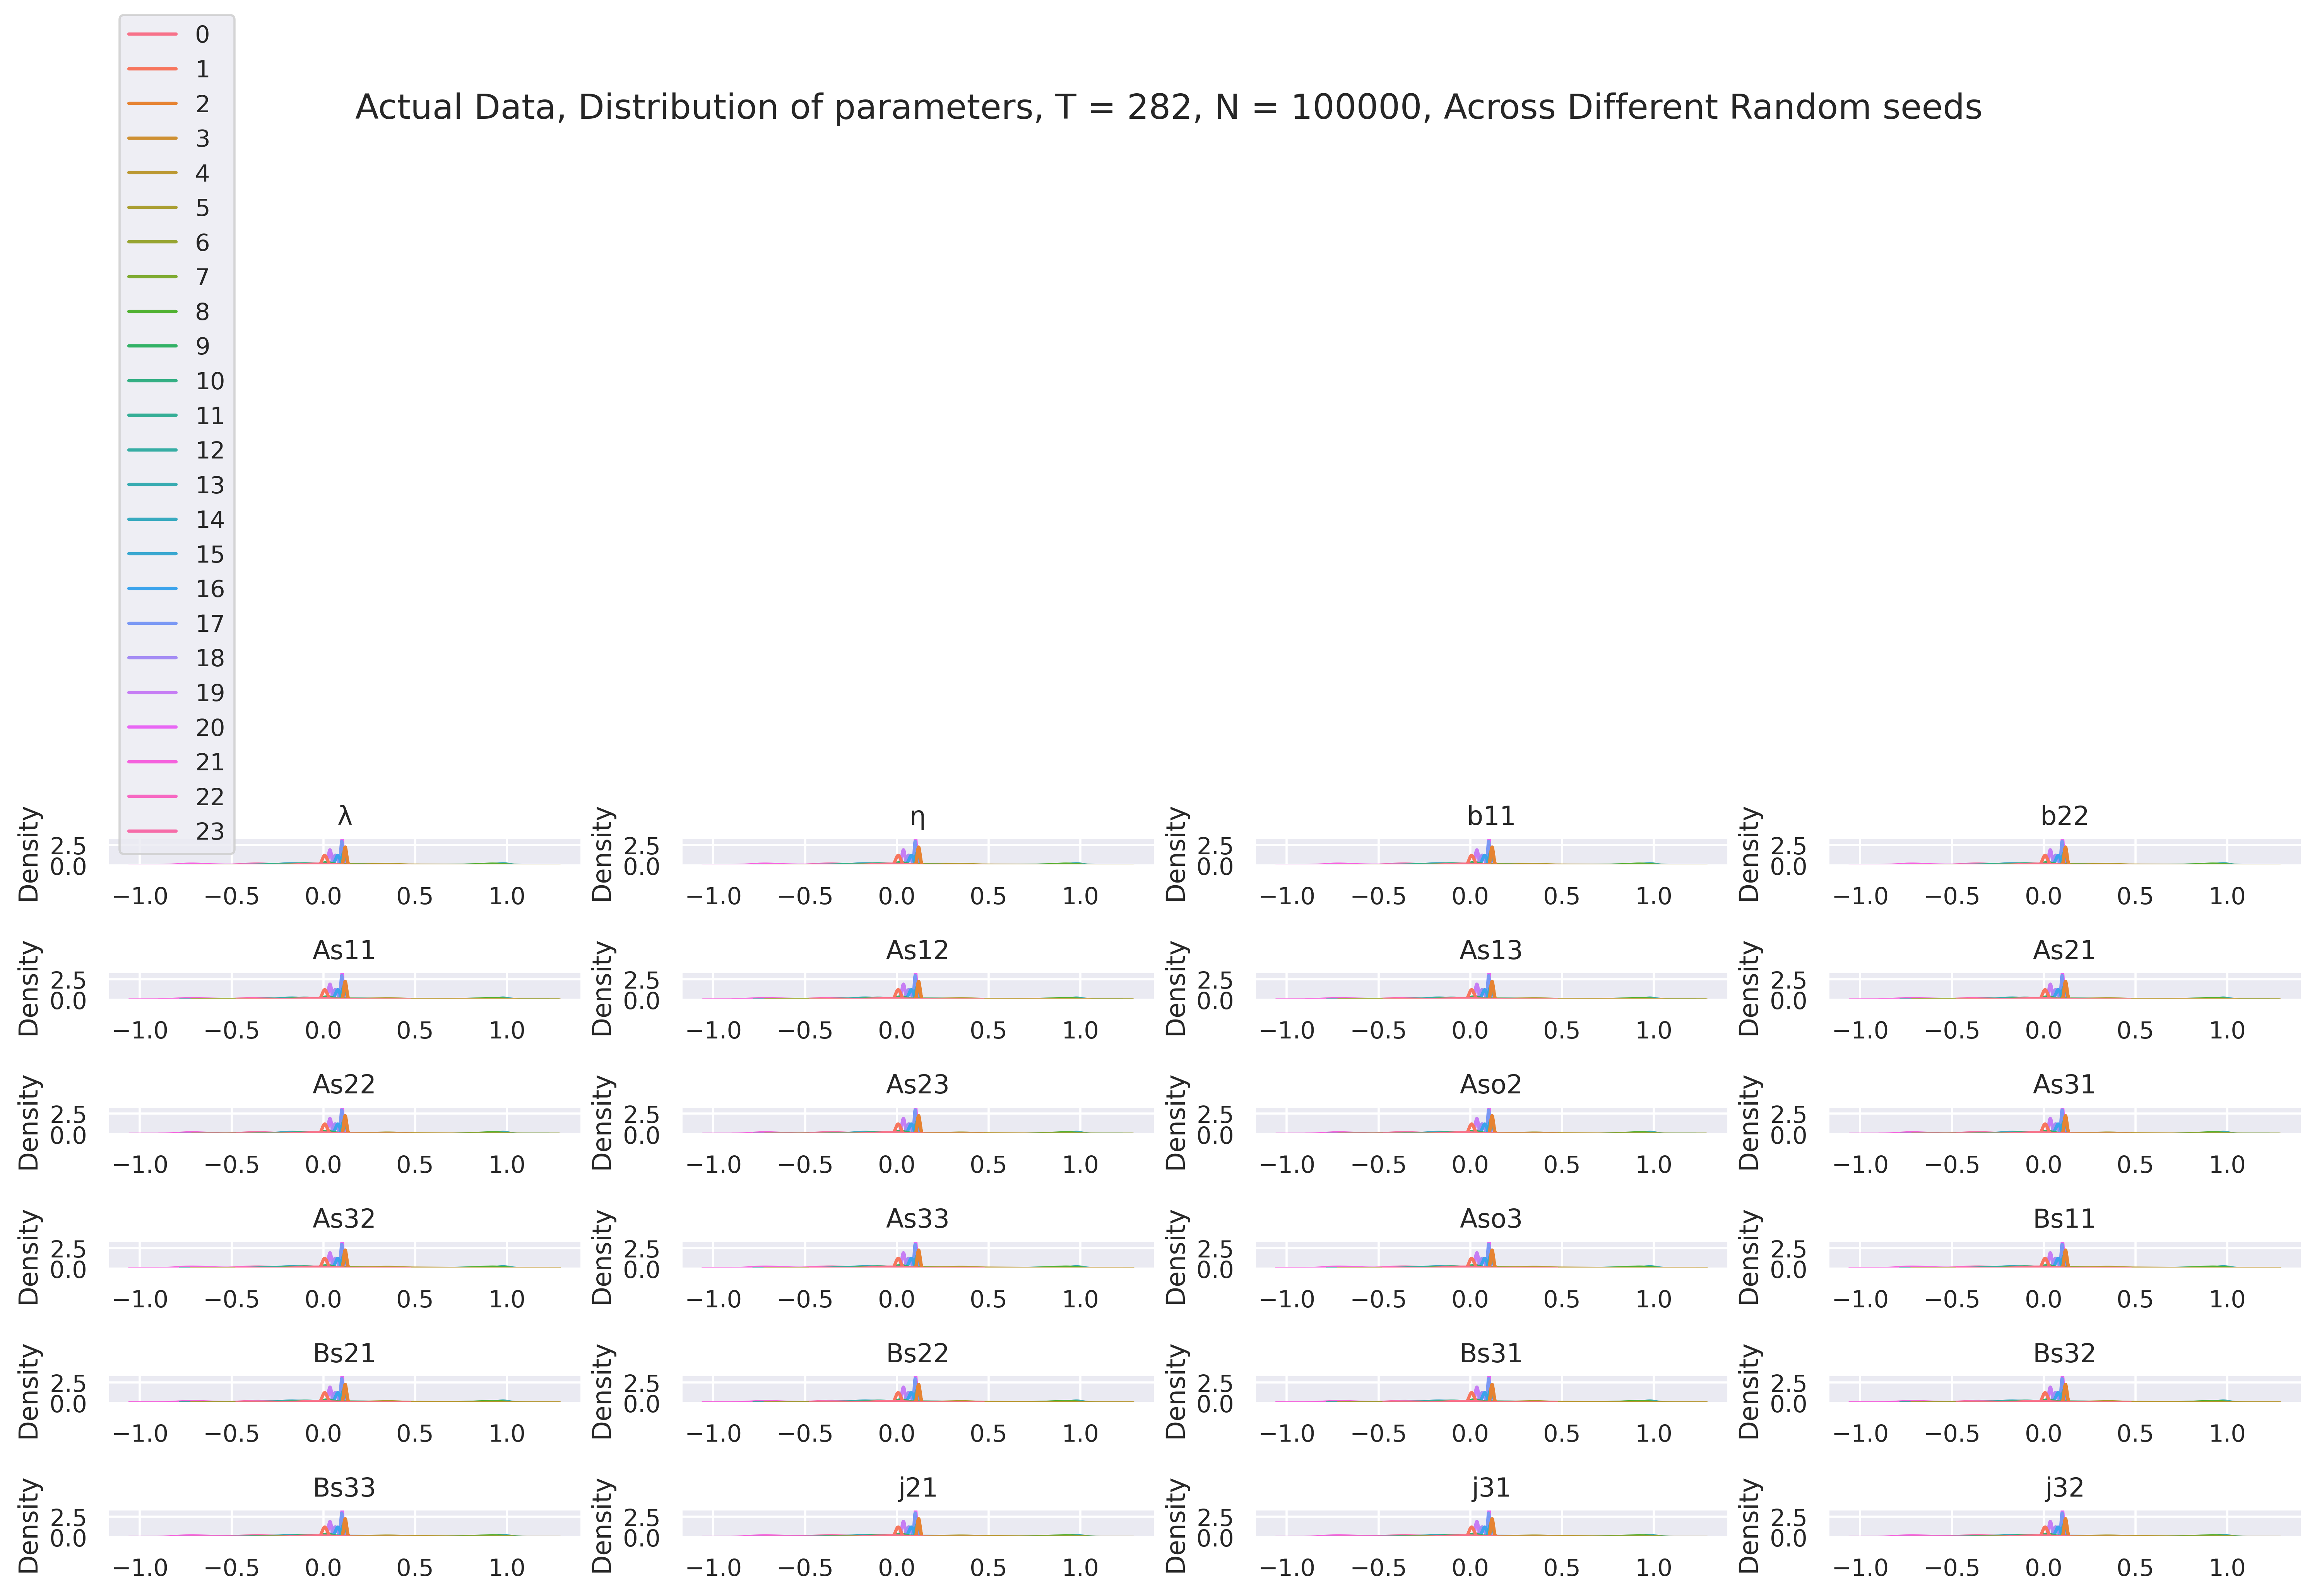 0
1
2
3
4
5
6
7
8
9
10
11
12
13
14
15
16
17
18
19
20
21
22
23
Actual Data, Distribution of parameters, T = 282, N = 100000, Across Different Random seeds
λ η b11 b22
Density Density Density Density
2.5 2.5 2.5 2.5
0.0 0.0 0.0 0.0
−1.0 −0.5 0.0 0.5 1.0 −1.0 −0.5 0.0 0.5 1.0 −1.0 −0.5 0.0 0.5 1.0 −1.0 −0.5 0.0 0.5 1.0
As11 As12 As13 As21
Density Density Density Density
2.5 2.5 2.5 2.5
0.0 0.0 0.0 0.0
−1.0 −0.5 0.0 0.5 1.0 −1.0 −0.5 0.0 0.5 1.0 −1.0 −0.5 0.0 0.5 1.0 −1.0 −0.5 0.0 0.5 1.0
As22 As23 Aso2 As31
Density Density Density Density
2.5 2.5 2.5 2.5
0.0 0.0 0.0 0.0
−1.0 −0.5 0.0 0.5 1.0 −1.0 −0.5 0.0 0.5 1.0 −1.0 −0.5 0.0 0.5 1.0 −1.0 −0.5 0.0 0.5 1.0
As32 As33 Aso3 Bs11
Density Density Density Density
2.5 2.5 2.5 2.5
0.0 0.0 0.0 0.0
−1.0 −0.5 0.0 0.5 1.0 −1.0 −0.5 0.0 0.5 1.0 −1.0 −0.5 0.0 0.5 1.0 −1.0 −0.5 0.0 0.5 1.0
Bs21 Bs22 Bs31 Bs32
Density Density Density Density
2.5 2.5 2.5 2.5
0.0 0.0 0.0 0.0
−1.0 −0.5 0.0 0.5 1.0 −1.0 −0.5 0.0 0.5 1.0 −1.0 −0.5 0.0 0.5 1.0 −1.0 −0.5 0.0 0.5 1.0
Bs33 j21 j31 j32
Density Density Density Density
2.5 2.5 2.5 2.5
0.0 0.0 0.0 0.0
−1.0 −0.5 0.0 0.5 1.0 −1.0 −0.5 0.0 0.5 1.0 −1.0 −0.5 0.0 0.5 1.0 −1.0 −0.5 0.0 0.5 1.0